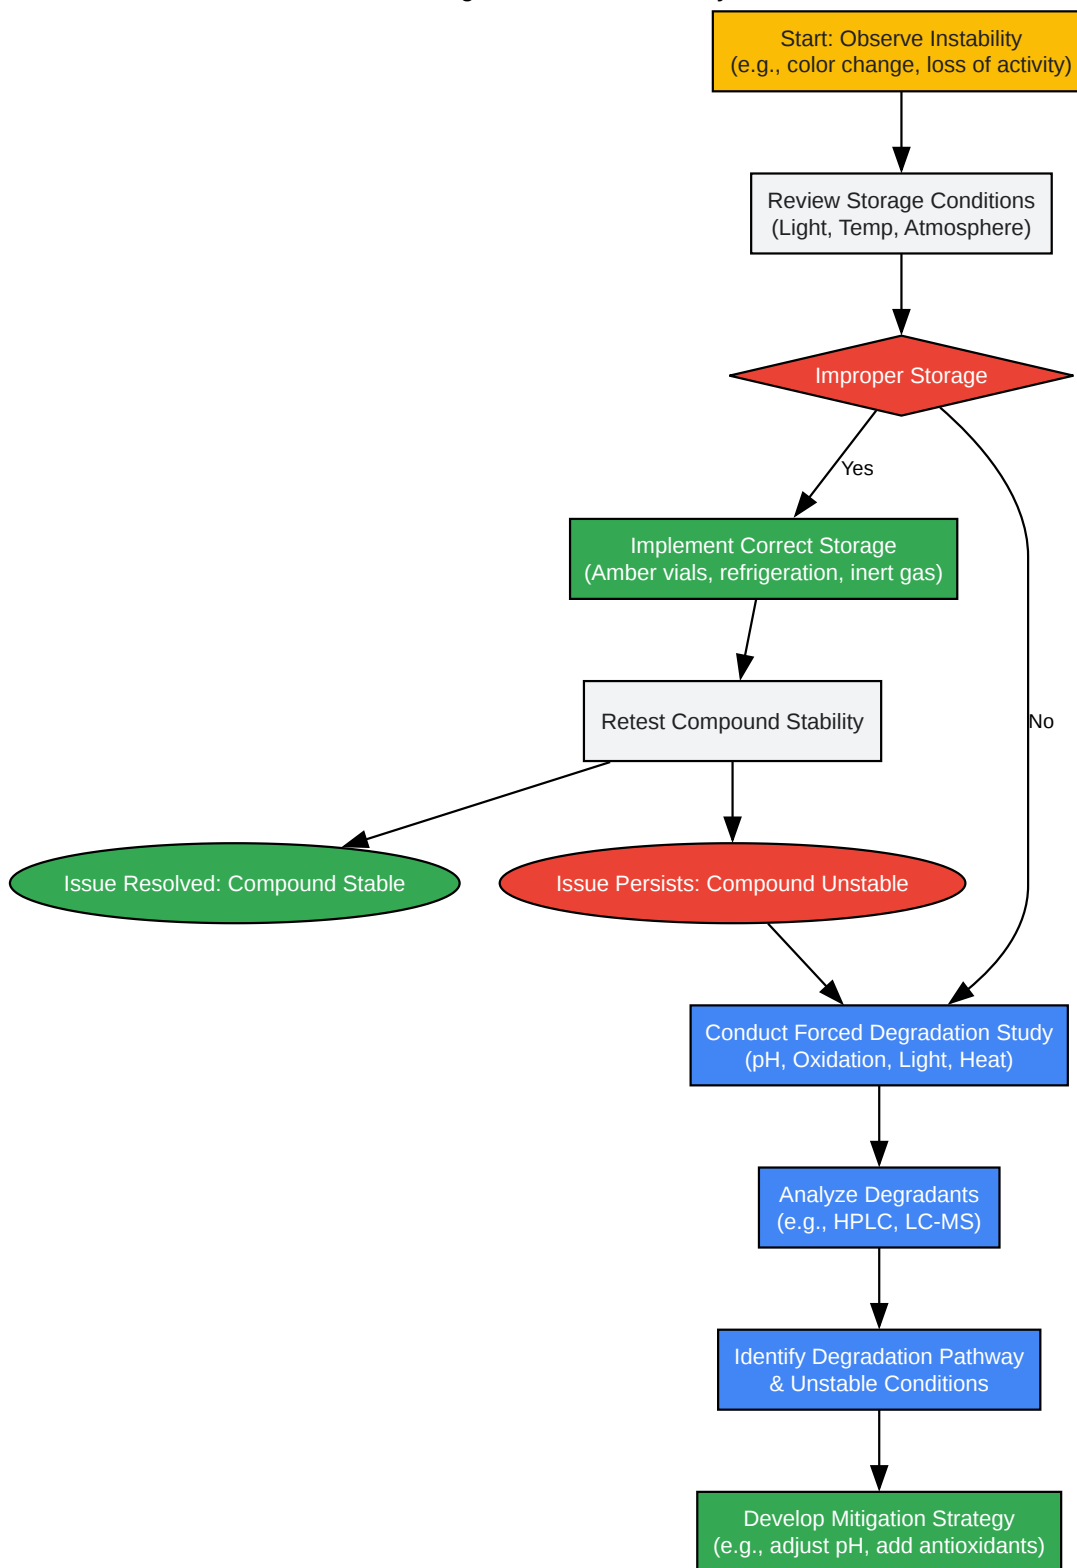 Start: Observe Instability
(e.g., color change, loss of activity)
Review Storage Conditions
(Light, Temp, Atmosphere)
Improper Storage
Yes
Implement Correct Storage
(Amber vials, refrigeration, inert gas)
Retest Compound Stability
No
Issue Resolved: Compound Stable
Issue Persists: Compound Unstable
Conduct Forced Degradation Study
(pH, Oxidation, Light, Heat)
Analyze Degradants
(e.g., HPLC, LC-MS)
Identify Degradation Pathway
& Unstable Conditions
Develop Mitigation Strategy
(e.g., adjust pH, add antioxidants)